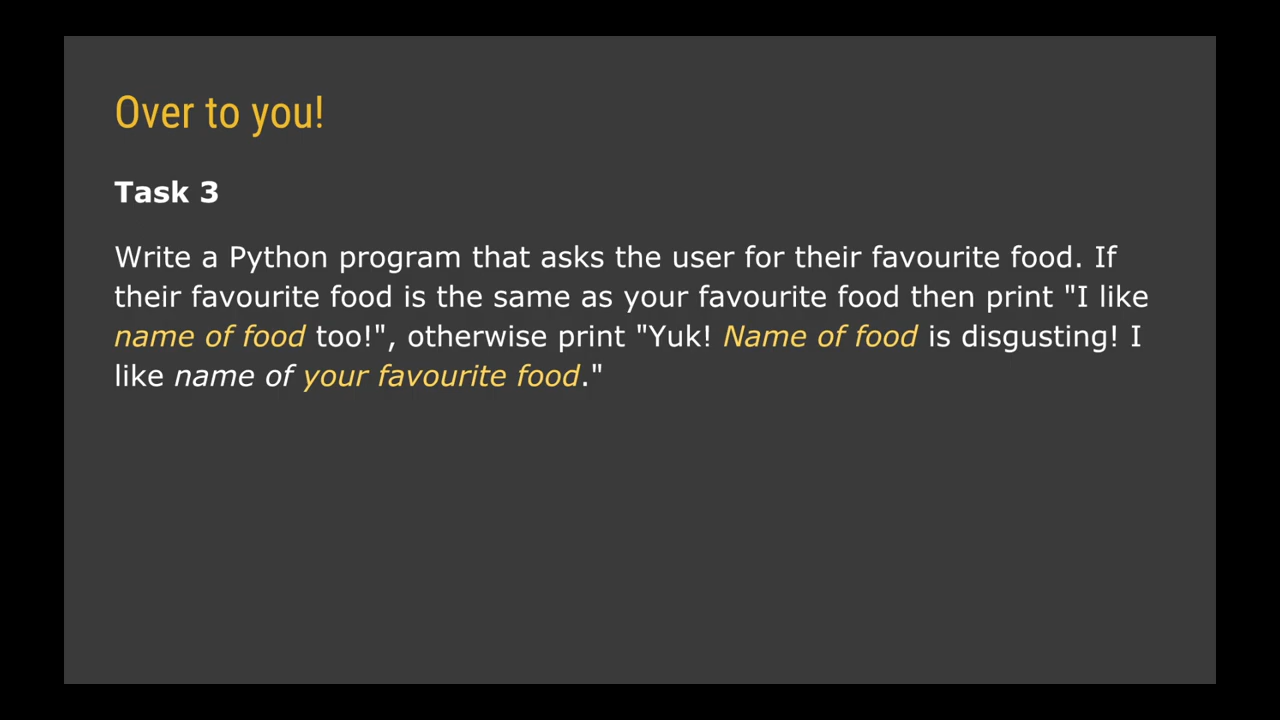 Over to you!
Task 3
Write a Python program that asks the user for their favourite food. If
their favourite food is the same as your favourite food then print "I like
name of food too!", otherwise print "Yuk! Name of food is disgusting! I
like name of your favourite food."